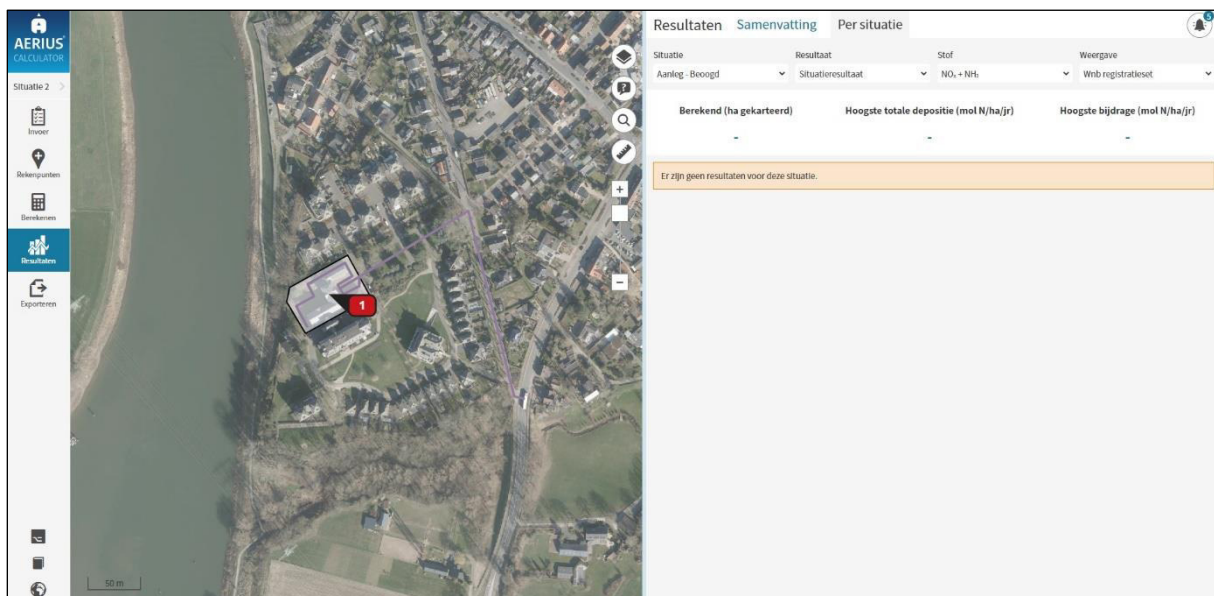 AERIUS
CALCULATOR
Situatie 2
Invoer
Rekenpunten
Berekenen
Resultaten
Exporteren
1
50 m
Resultaten Samenvatting Per situatie
5
Situatie Resultaat Stof Weergave
Aanleg - Beoogd Situatieresultaat NOₓ + NH₃ Wnb registratieset
Berekend (ha gekarteerd) Hoogste totale depositie (mol N/ha/jr) Hoogste bijdrage (mol N/ha/jr)
- - -
Er zijn geen resultaten voor deze situatie.